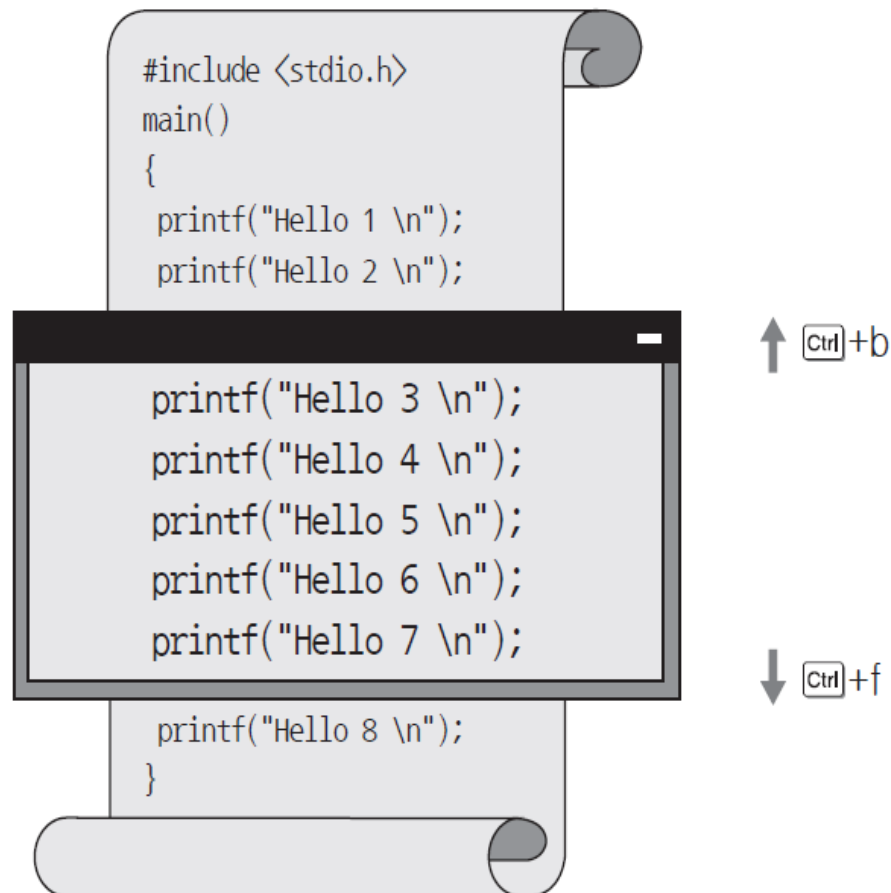 #include <stdio.h>
main()
{
printf("Hello 1 \n");
printf("Hello 2 \n");
printf("Hello 3 \n");
printf("Hello 4 \n");
printf("Hello 5 \n");
printf("Hello 6 \n");
printf("Hello 7 \n");
printf("Hello 8 \n");
}
Ctrl+b
Ctrl+f